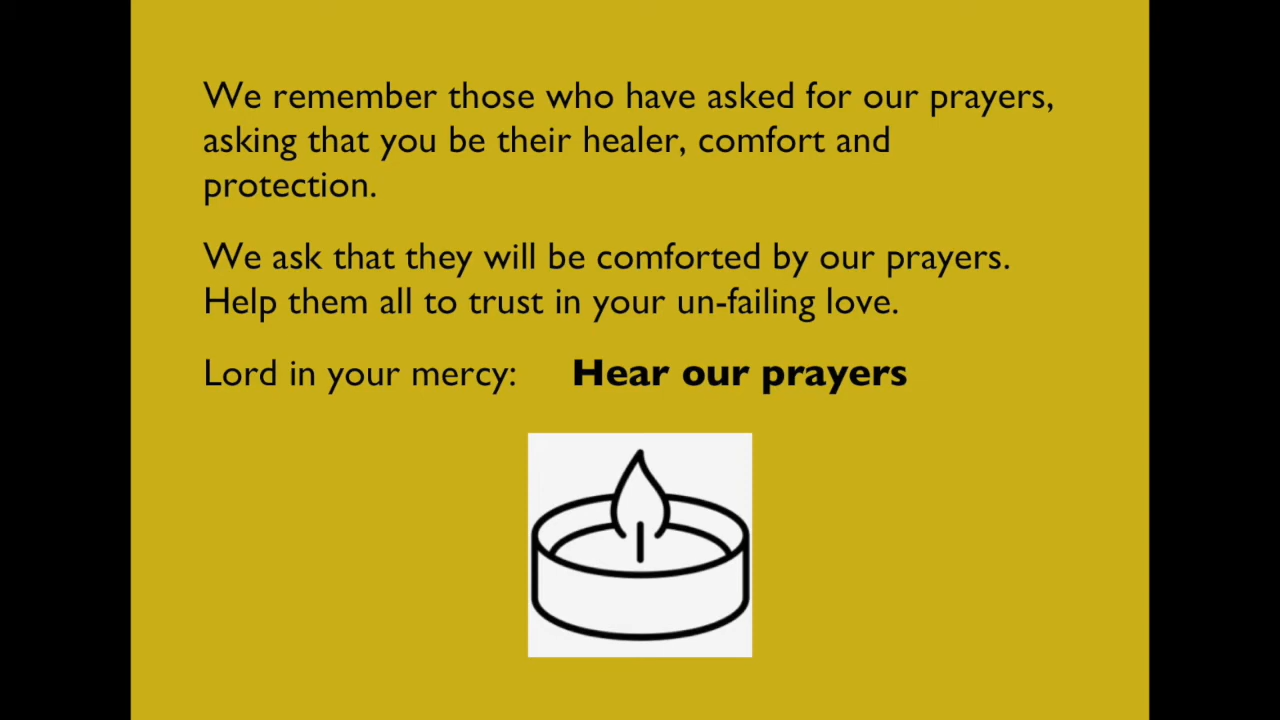 We remember those who have asked for our prayers,
asking that you be their healer, comfort and
protection.
We ask that they will be comforted by our prayers.
Help them all to trust in your un-failing love.
Lord in your mercy: Hear our prayers